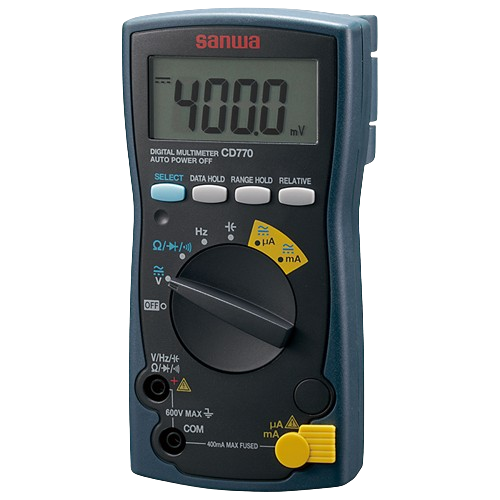 sanwa
400.0 mV
DIGITAL MULTIMETER CD770
AUTO POWER OFF
SELECT DATA HOLD RANGE HOLD RELATIVE
Hz
µA
mA
Ω/ /
V
OFF
V/Hz/
Ω/ /
+
600V MAX
COM
µA
mA
400mA MAX FUSED